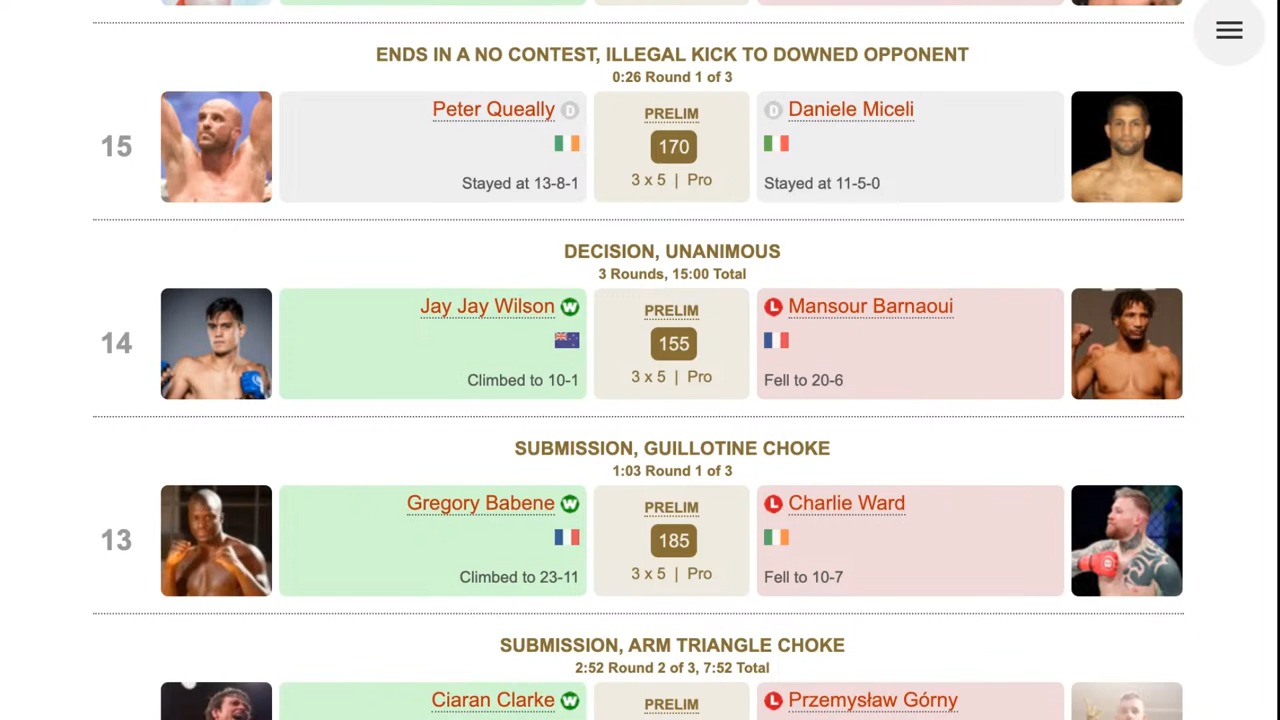 ENDS IN A NO CONTEST, ILLEGAL KICK TO DOWNED OPPONENT
0:26 Round 1 of 3
15
Peter Queally D
PRELIM
D Daniele Miceli
170
Stayed at 13-8-1
3 x 5 | Pro
Stayed at 11-5-0
DECISION, UNANIMOUS
3 Rounds, 15:00 Total
14
Jay Jay Wilson W
PRELIM
L Mansour Barnaoui
155
Climbed to 10-1
3 x 5 | Pro
Fell to 20-6
SUBMISSION, GUILLOTINE CHOKE
1:03 Round 1 of 3
13
Gregory Babene W
PRELIM
L Charlie Ward
185
Climbed to 23-11
3 x 5 | Pro
Fell to 10-7
SUBMISSION, ARM TRIANGLE CHOKE
2:52 Round 2 of 3, 7:52 Total
Ciaran Clarke W
PRELIM
L Przemysław Górny